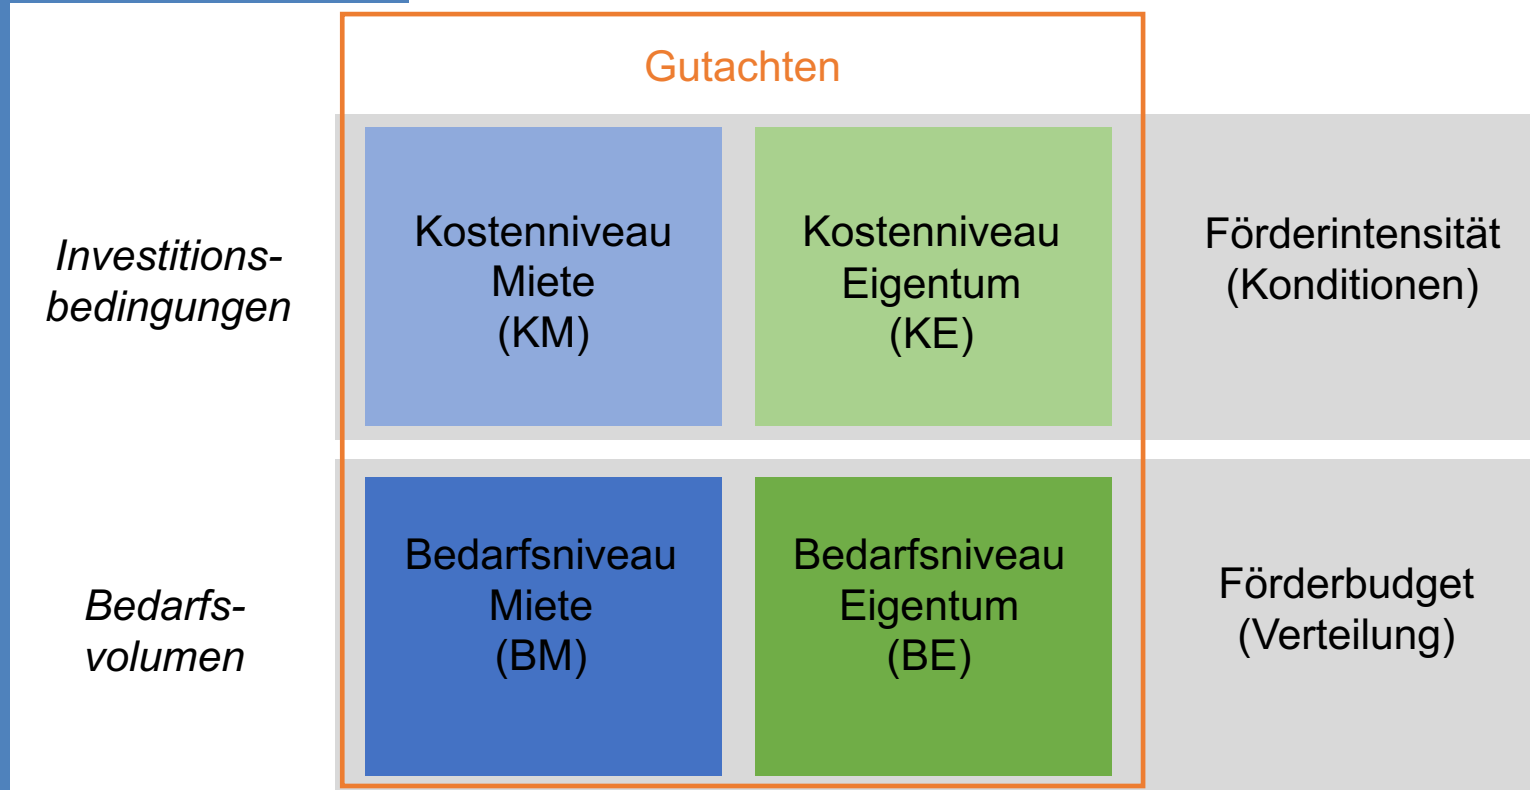 Gutachten
Investitions-
bedingungen
Kostenniveau
Miete
(KM)
Kostenniveau
Eigentum
(KE)
Förderintensität
(Konditionen)
Bedarfs-
volumen
Bedarfsniveau
Miete
(BM)
Bedarfsniveau
Eigentum
(BE)
Förderbudget
(Verteilung)